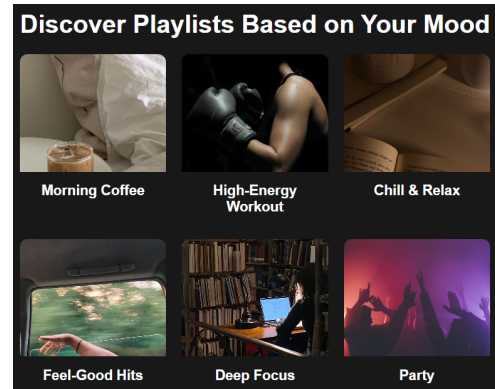 Discover Playlists Based on Your Mood
Morning Coffee
High-Energy
Workout
Chill & Relax
Feel-Good Hits
Deep Focus
Party